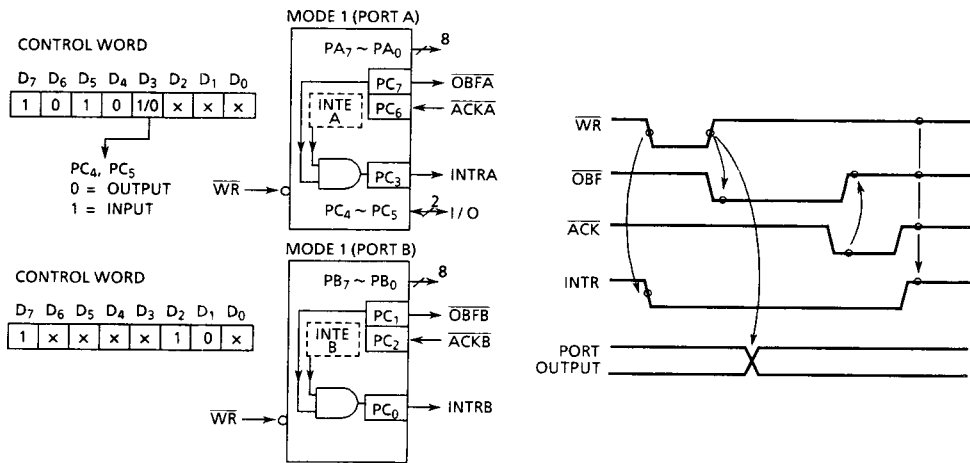 MODE 1 (PORT A)
CONTROL WORD
D7 D6 D5 D4 D3 D2 D1 D0
1 0 1 0 1/0 × × ×
PC4, PC5
0 = OUTPUT
1 = INPUT
PA7 ~ PA0
8
PC7
OBFA
PC6
ACKA
INTE
A
PC3
INTRA
WR
PC4 ~ PC5
2
I/O
MODE 1 (PORT B)
CONTROL WORD
D7 D6 D5 D4 D3 D2 D1 D0
1 × × × × 1 0 ×
PB7 ~ PB0
8
PC1
OBFB
PC2
ACKB
INTE
B
PC0
INTRB
WR
WR
OBF
ACK
INTR
PORT
OUTPUT